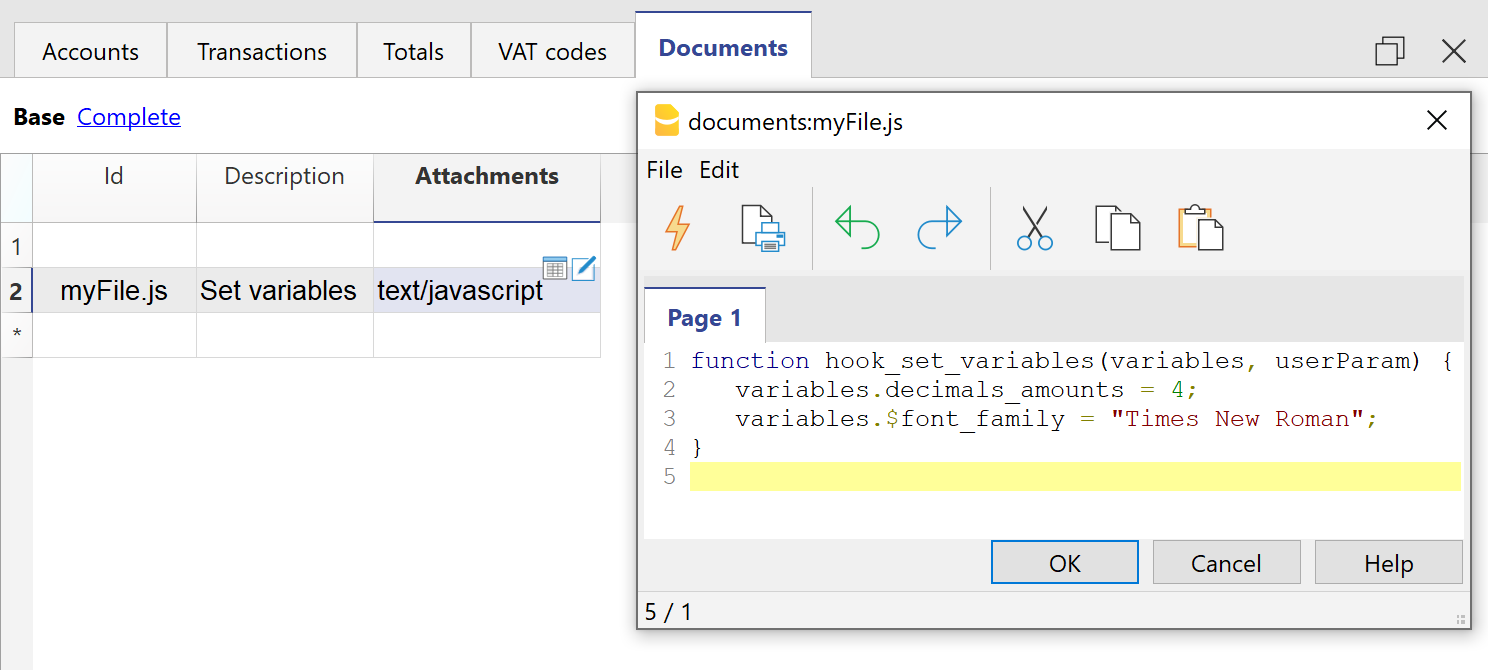 Accounts Transactions Totals VAT codes Documents
Base Complete
Id Description Attachments
1
2 myFile.js Set variables text/javascript
*
documents:myFile.js
File Edit
Page 1
1 function hook_set_variables(variables, userParam) {
2    variables.decimals_amounts = 4;
3    variables.$font_family = "Times New Roman";
4 }
5
OK Cancel Help
5 / 1